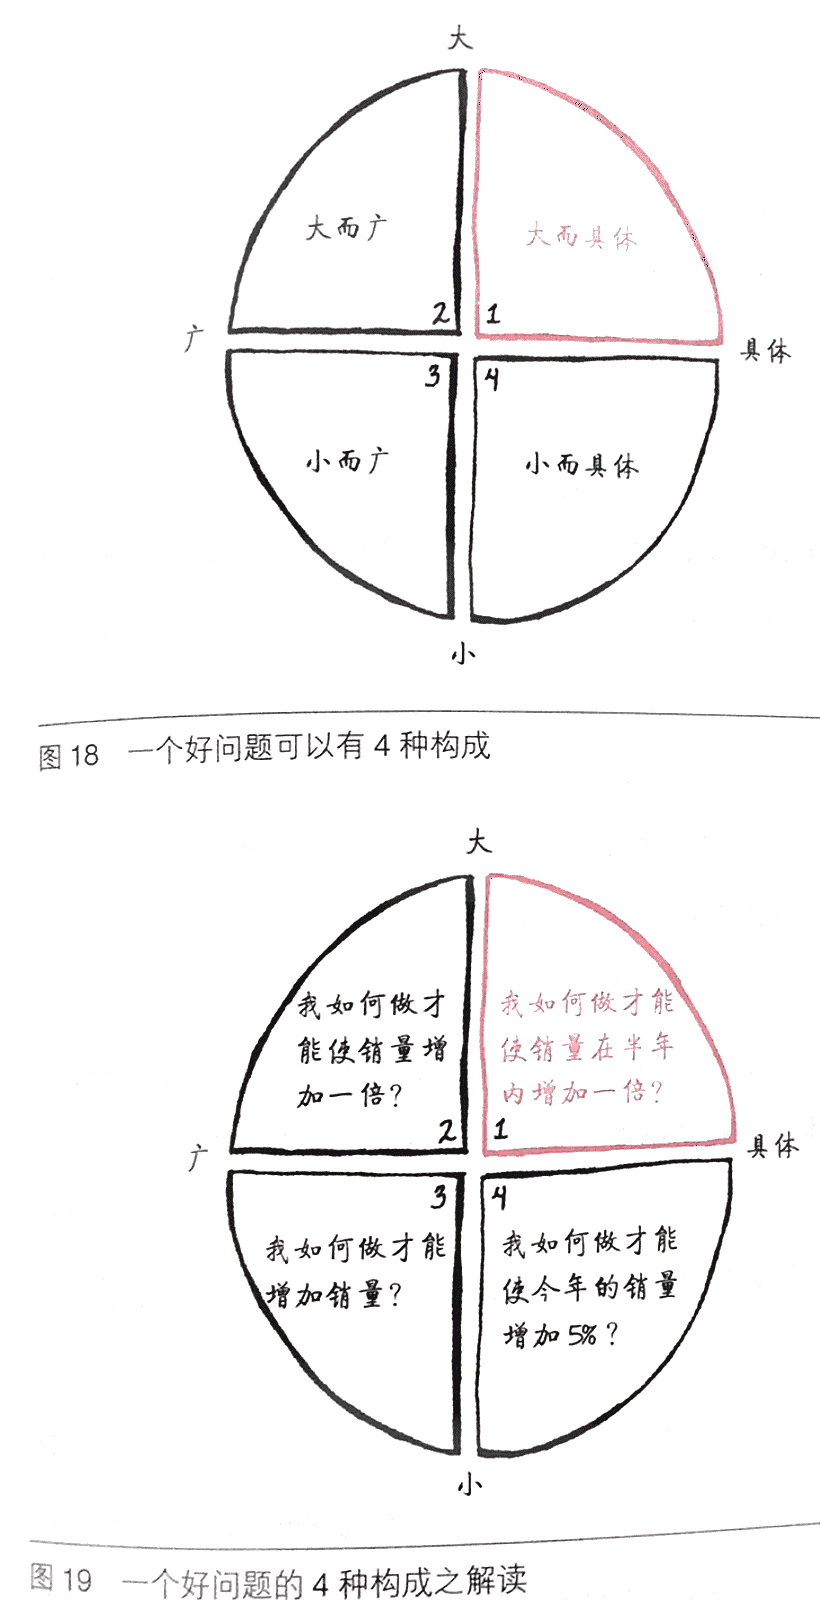 大
大而广
大而具体
2
1
广
具体
3
4
小而广
小而具体
小
图 18 一个好问题可以有 4 种构成
大
我如何做才
能使销量增
加一倍？
2
我如何做才能
使销量在半年
内增加一倍？
1
广
具体
3
我如何做才能
增加销量？
4
我如何做才能
使今年的销量
增加5%？
小
图 19 一个好问题的 4 种构成之解读